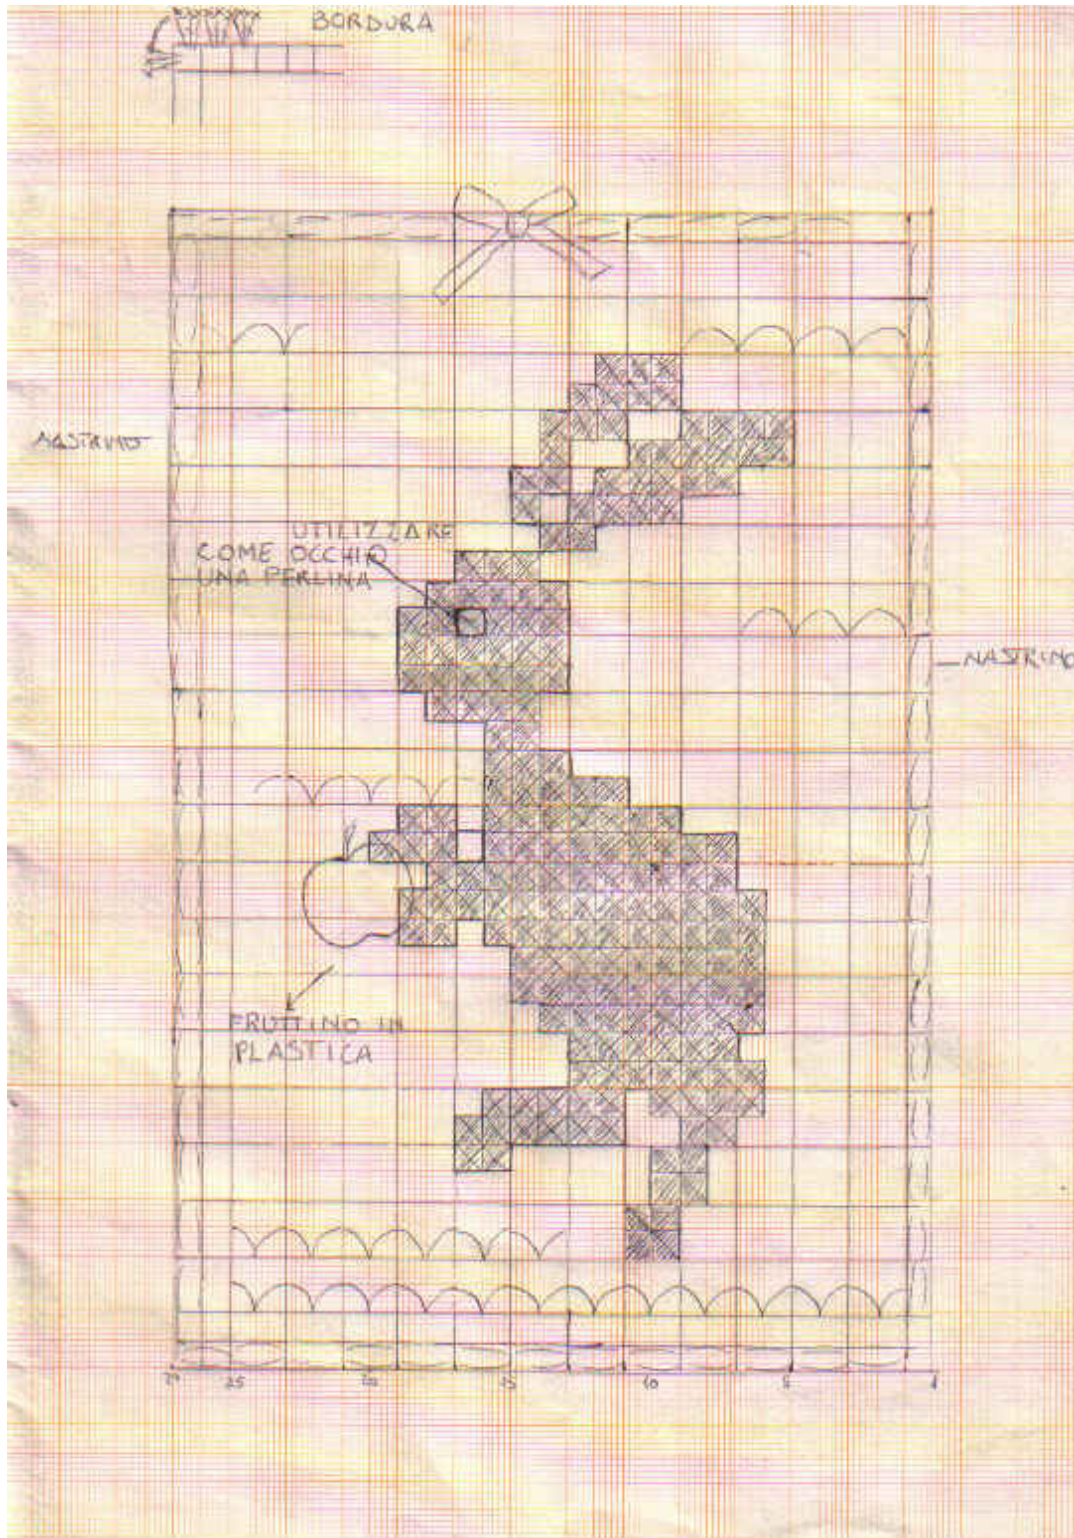 BORDURA
NASTRINO
UTILIZZARE
COME OCCHIO
UNA PERLINA
NASTRINO
FRUTTINO IN
PLASTICA
25 20 15 10 5 1